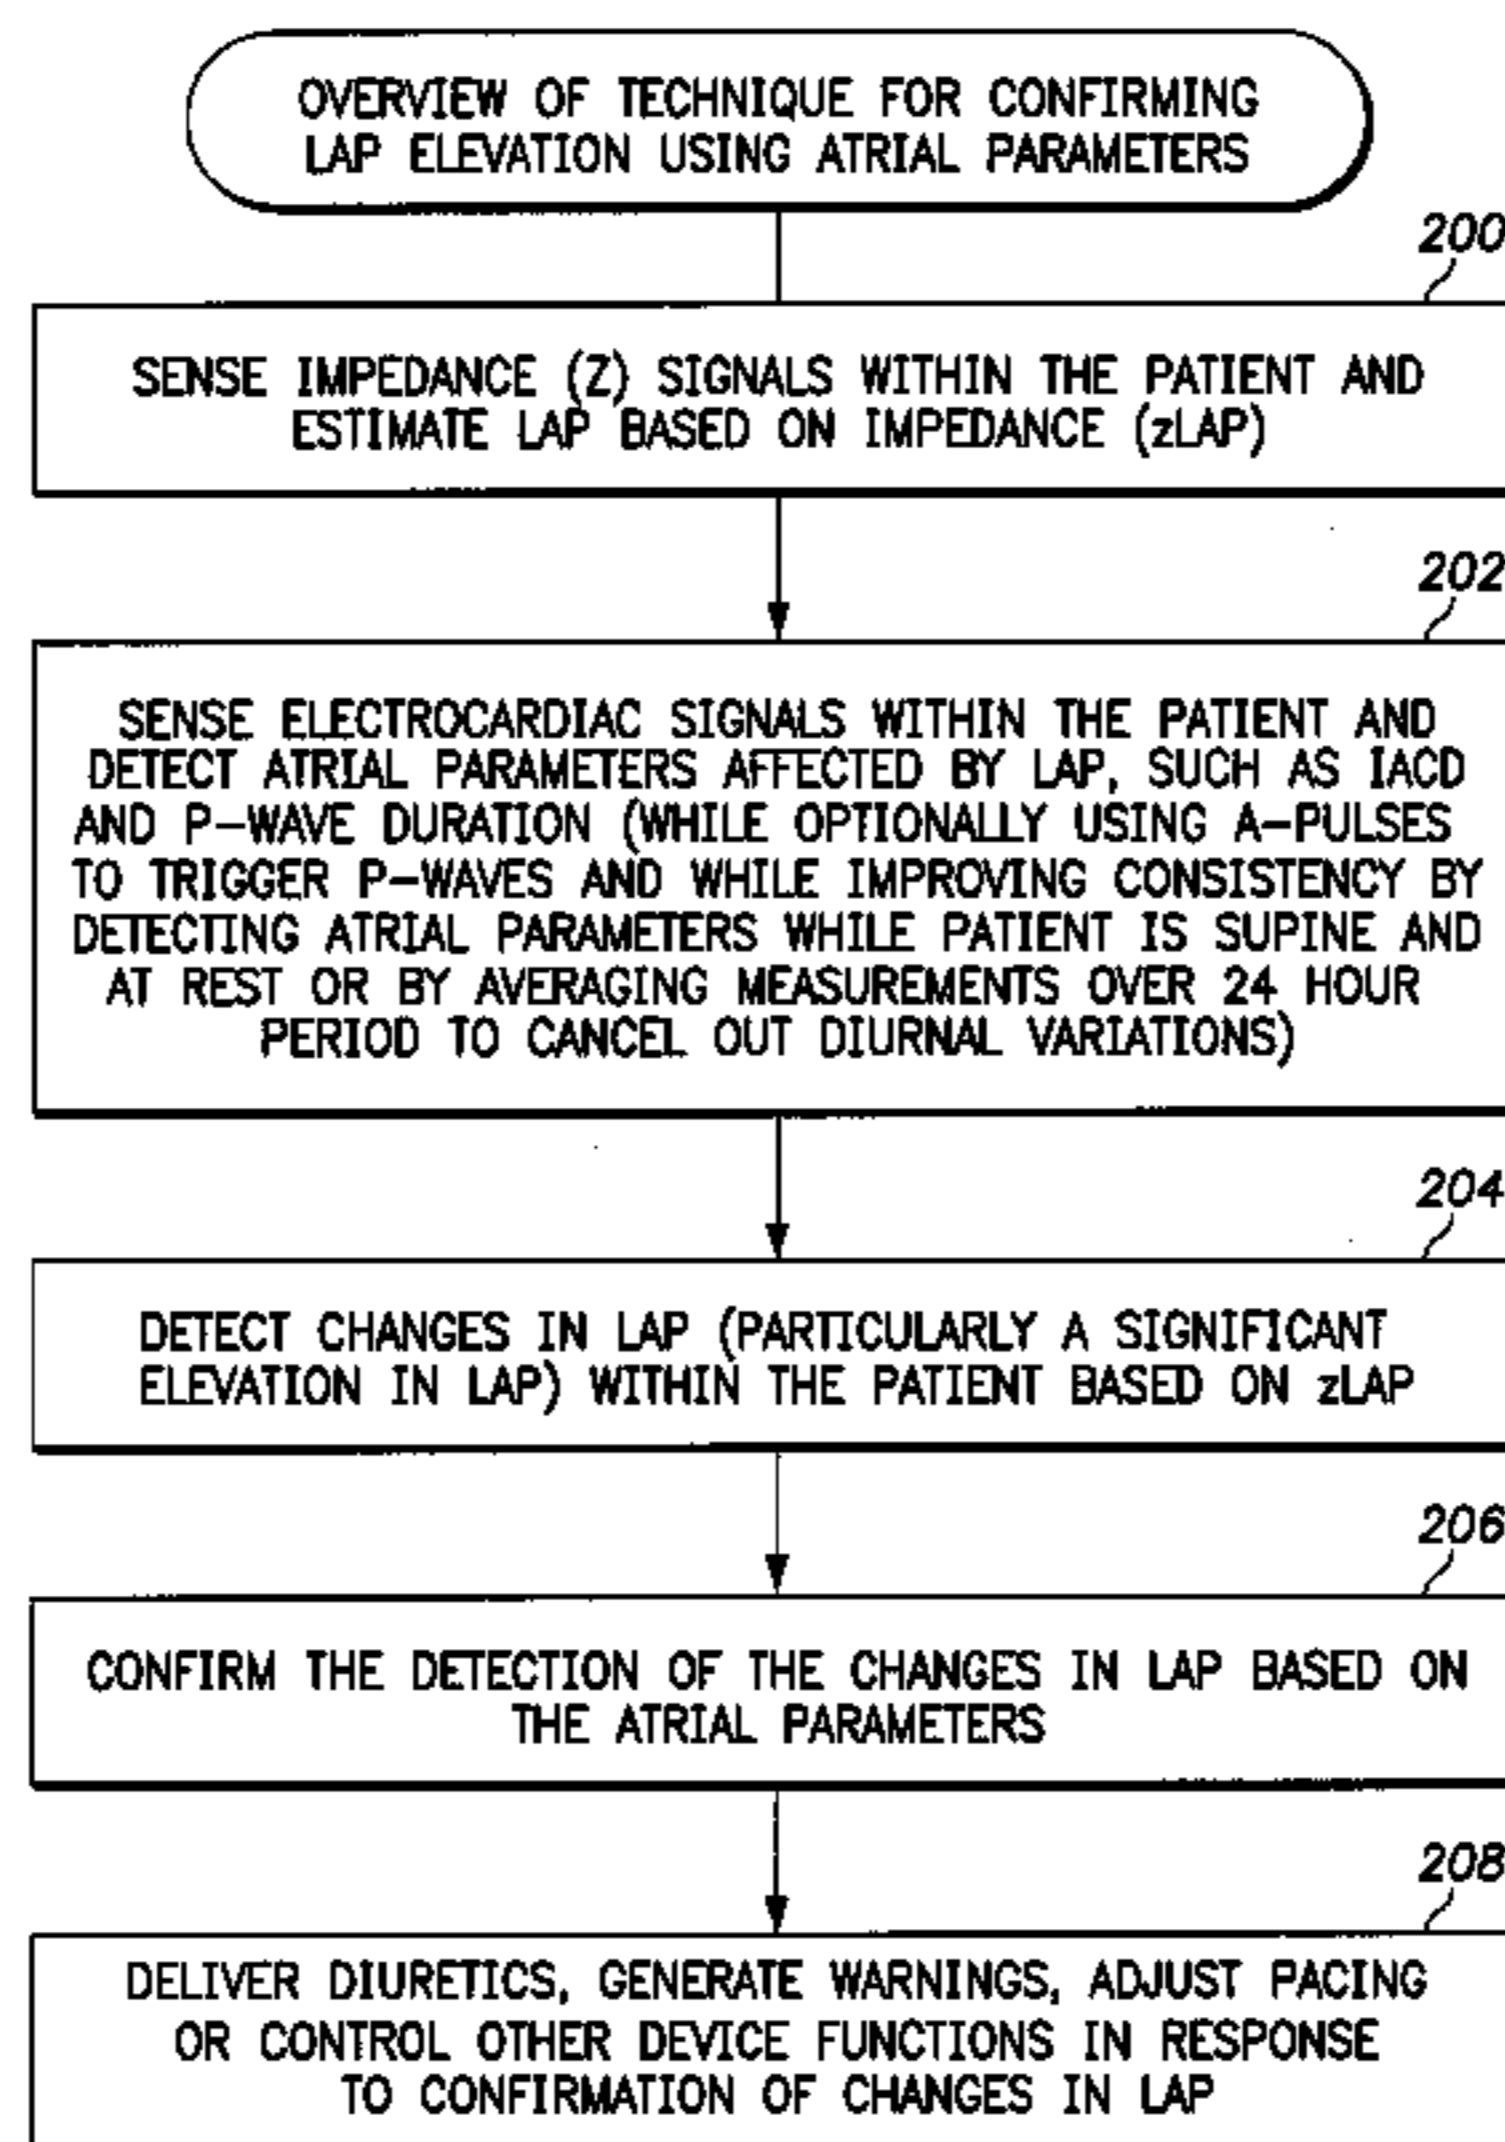 OVERVIEW OF TECHNIQUE FOR CONFIRMING
LAP ELEVATION USING ATRIAL PARAMETERS
200
SENSE IMPEDANCE (Z) SIGNALS WITHIN THE PATIENT AND
ESTIMATE LAP BASED ON IMPEDANCE (zLAP)
202
SENSE ELECTROCARDIAC SIGNALS WITHIN THE PATIENT AND
DETECT ATRIAL PARAMETERS AFFECTED BY LAP, SUCH AS IACD
AND P-WAVE DURATION (WHILE OPTIONALLY USING A-PULSES
TO TRIGGER P-WAVES AND WHILE IMPROVING CONSISTENCY BY
DETECTING ATRIAL PARAMETERS WHILE PATIENT IS SUPINE AND
AT REST OR BY AVERAGING MEASUREMENTS OVER 24 HOUR
PERIOD TO CANCEL OUT DIURNAL VARIATIONS)
204
DETECT CHANGES IN LAP (PARTICULARLY A SIGNIFICANT
ELEVATION IN LAP) WITHIN THE PATIENT BASED ON zLAP
206
CONFIRM THE DETECTION OF THE CHANGES IN LAP BASED ON
THE ATRIAL PARAMETERS
208
DELIVER DIURETICS, GENERATE WARNINGS, ADJUST PACING
OR CONTROL OTHER DEVICE FUNCTIONS IN RESPONSE
TO CONFIRMATION OF CHANGES IN LAP